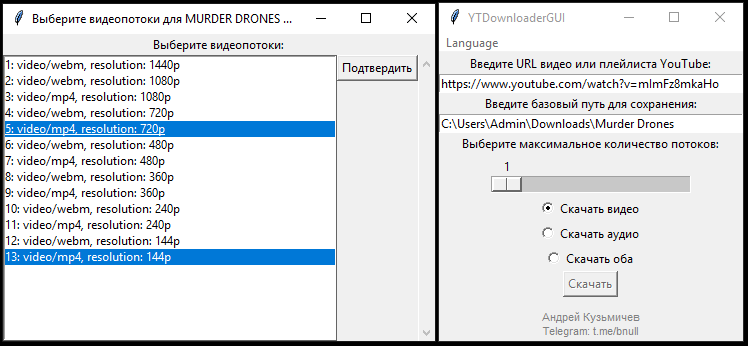 Выберите видеопотоки для MURDER DRONES ...
Выберите видеопотоки:
1: video/webm, resolution: 1440p
2: video/webm, resolution: 1080p
3: video/mp4, resolution: 1080p
4: video/webm, resolution: 720p
5: video/mp4, resolution: 720p
6: video/webm, resolution: 480p
7: video/mp4, resolution: 480p
8: video/webm, resolution: 360p
9: video/mp4, resolution: 360p
10: video/webm, resolution: 240p
11: video/mp4, resolution: 240p
12: video/webm, resolution: 144p
13: video/mp4, resolution: 144p
Подтвердить
YTDownloaderGUI
Language
Введите URL видео или плейлиста YouTube:
https://www.youtube.com/watch?v=mImFz8mkaHo
Введите базовый путь для сохранения:
C:\Users\Admin\Downloads\Murder Drones
Выберите максимальное количество потоков:
1
Скачать видео
Скачать аудио
Скачать оба
Скачать
Андрей Кузьмичев
Telegram: t.me/bnull